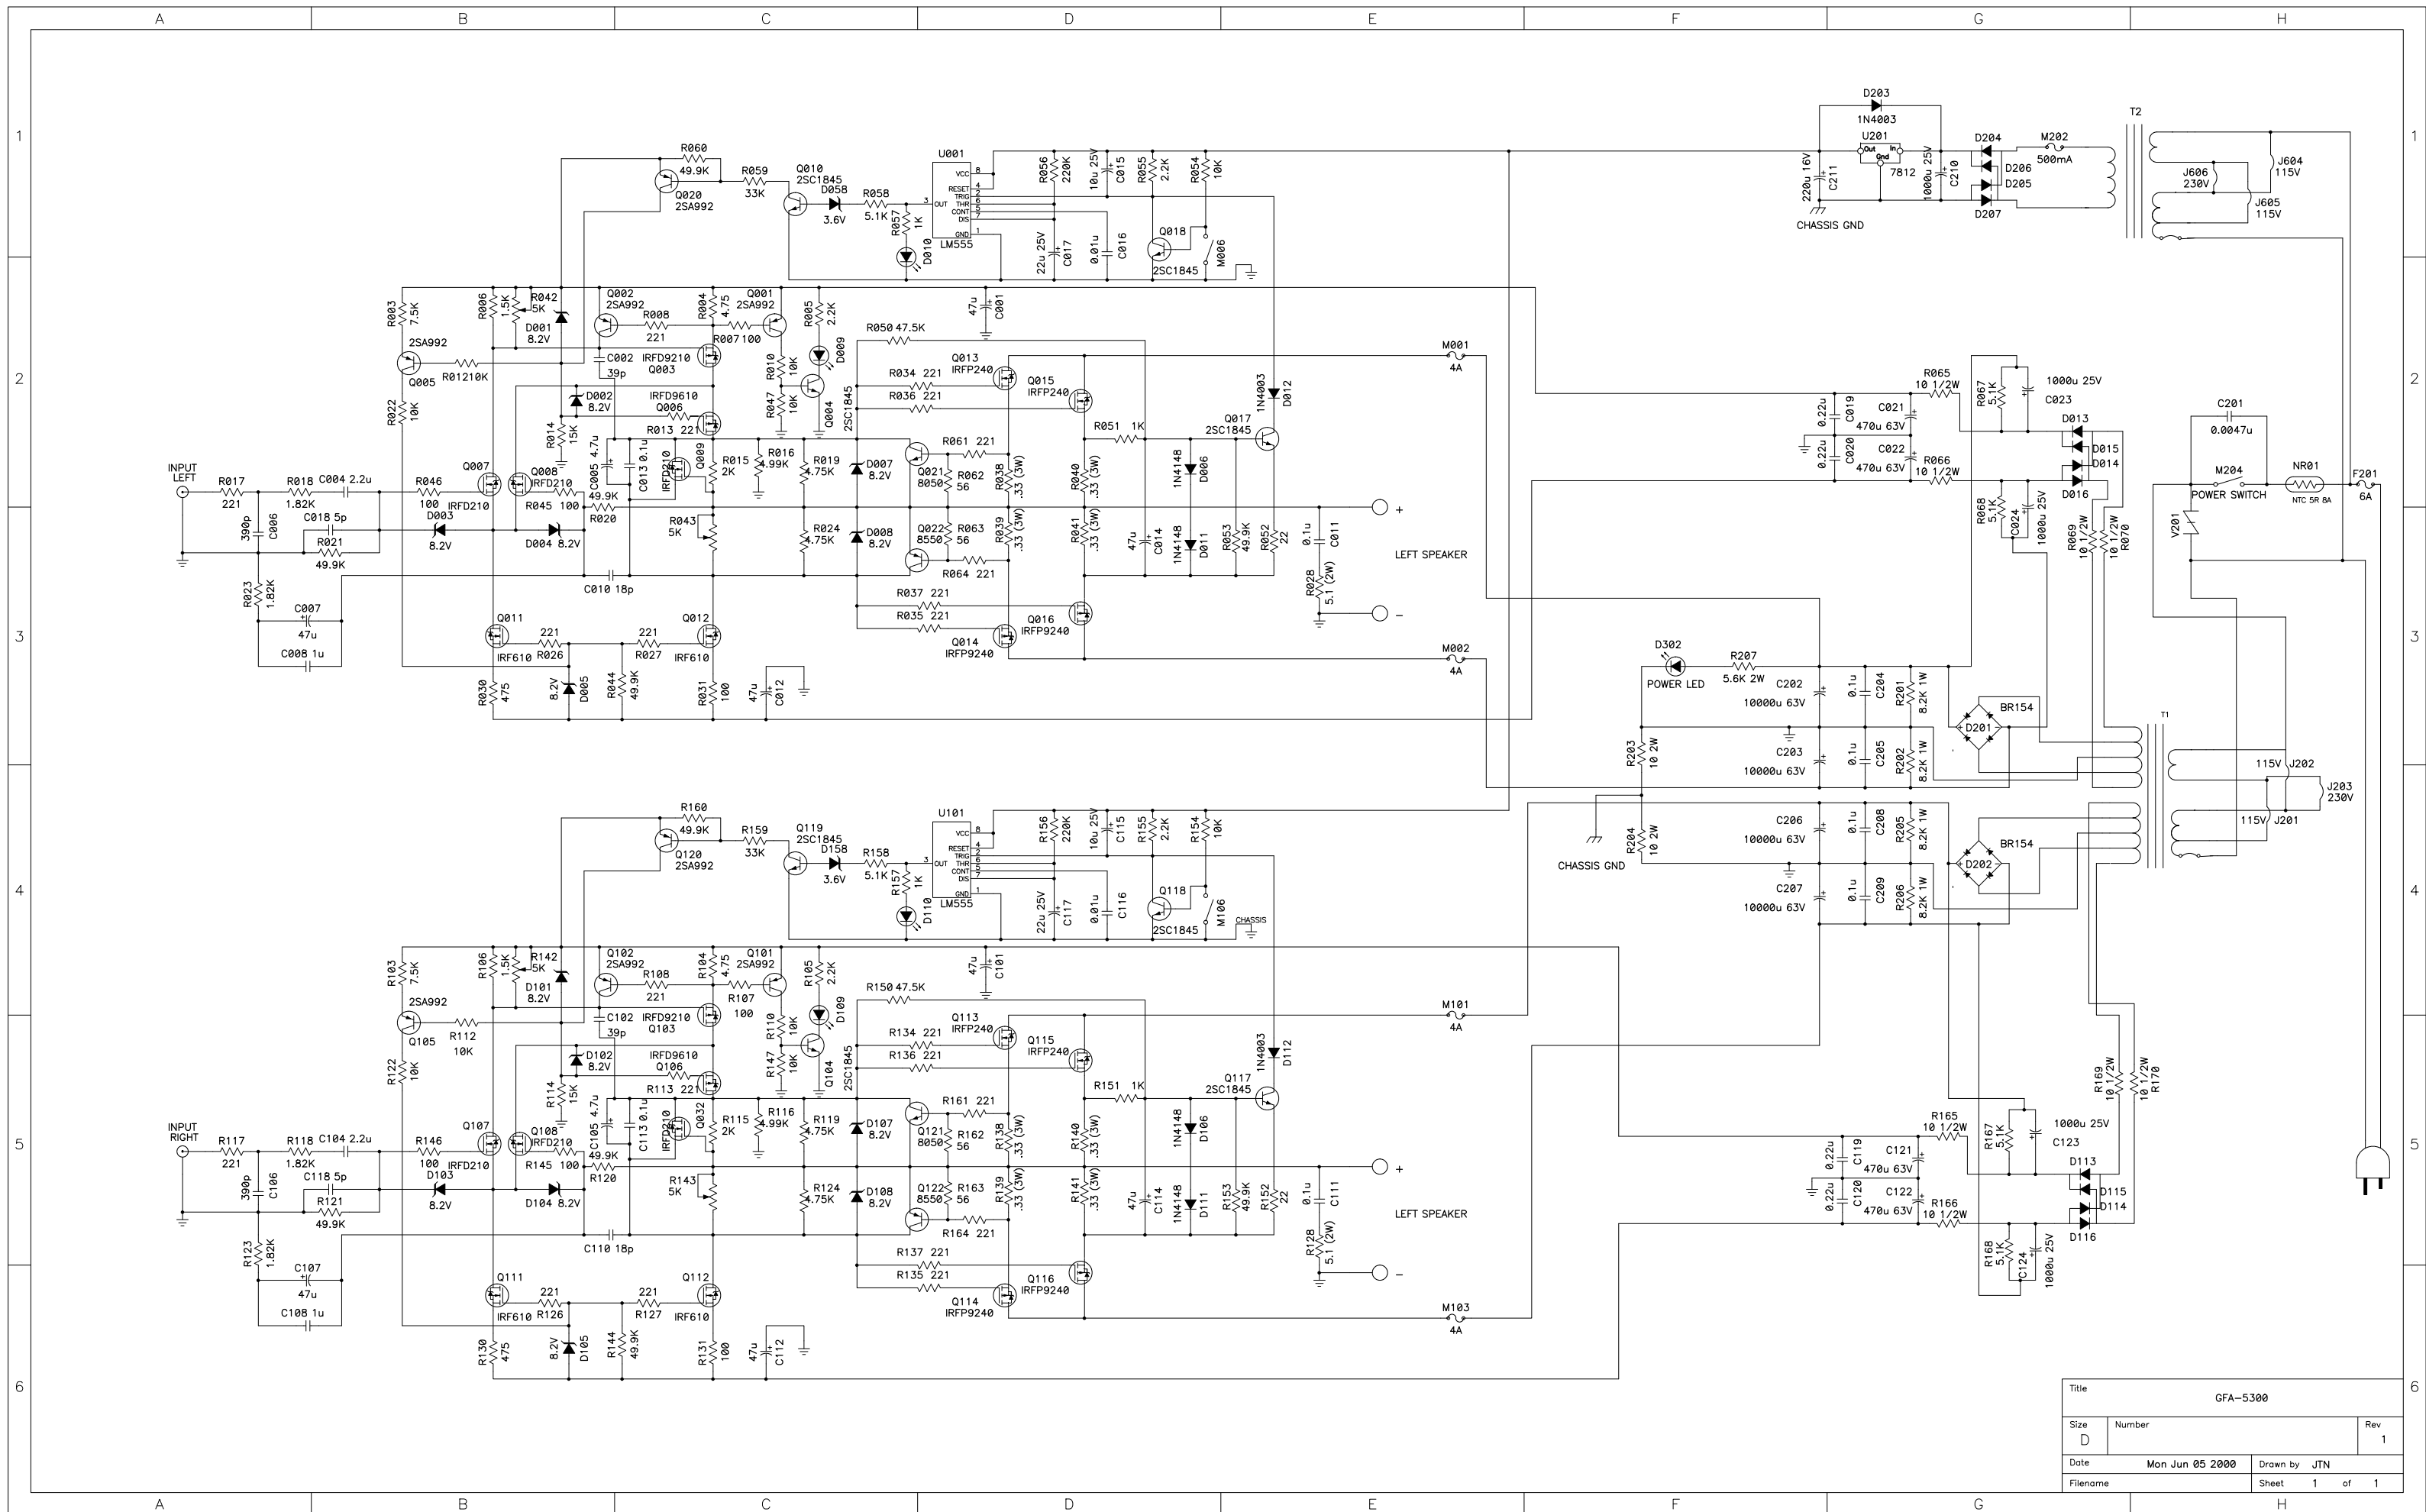 A B C D E F G H
1
D203
1N4003
U201
Out
In
Gnd
7812
220u 16V
C211
1000u 25V
C210
CHASSIS GND
D204
D206
D205
D207
M202
500mA
T2
J606
230V
J604
115V
J605
115V
R060
49.9K
Q020
2SA992
R059
33K
Q010
2SC1845
D058
3.6V
R058
5.1K
R057
1K
D010
U001
VCC 8
RESET 4
TRIG 2
3 OUT THR 6
CONT 5
DIS 7
GND 1
LM555
R056
220K
10u 25V
C015
R055
2.2K
R054
10K
22u 25V
C017
0.01u
C016
Q018
2SC1845
M006
2
R003
7.5K
R006
1.5K
R042
5K
D001
8.2V
Q002
2SA992
R008
221
R004
4.75
Q001
2SA992
R007 100
R005
2.2K
D009
47u
C001
2SA992
Q005
R012 10K
C002
39p
IRFD9210
Q003
R010
10K
R047
10K
Q004
2SC1845
R050 47.5K
R022
10K
D002
8.2V
IRFD9610
Q006
R013 221
R014
15K
R034 221
R036 221
Q013
IRFP240
Q015
IRFP240
M001
4A
1N4003
D012
Q017
2SC1845
R051 1K
INPUT
LEFT
R017
221
R018
1.82K
C004 2.2u
R046
100
Q007
IRFD210
Q008
IRFD210
R045 100
C005 4.7u
C013 0.1u
IRFD210
Q009
R015
2K
R016
4.99K
R019
4.75K
D007
8.2V
R061 221
Q021
8050
R062
56
R038
.33 (3W)
R040
.33 (3W)
1N4148
D006
390p
C006
C018 5p
R021
49.9K
D003
8.2V
D004 8.2V
49.9K
R020
R043
5K
R024
4.75K
D008
8.2V
Q022
8550
R063
56
R064 221
R039
.33 (3W)
R041
.33 (3W)
47u
C014
1N4148
D011
R053
49.9K
R052
22
0.1u
C011
+
LEFT SPEAKER
R028
5.1 (2W)
-
R023
1.82K
C007
47u
C008 1u
C010 18p
3
Q011
IRF610
221
R026
221
R027
Q012
IRF610
R037 221
R035 221
Q016
IRFP9240
Q014
IRFP9240
M002
4A
R030
475
8.2V
D005
R044
49.9K
R031
100
47u
C012
0.22u
C019
0.22u
C020
C021
470u 63V
C022
470u 63V
R065
10 1/2W
R066
10 1/2W
R067
5.1K
1000u 25V
C023
D013
D015
D014
D016
R068
5.1K
C024
1000u 25V
R069
10 1/2W
10 1/2W
R070
C201
0.0047u
M204
POWER SWITCH
NR01
NTC 5R 8A
F201
6A
V201
D302
POWER LED
R207
5.6K 2W
C202
10000u 63V
C203
10000u 63V
0.1u
C204
0.1u
C205
R201
8.2K 1W
R202
8.2K 1W
D201
BR154
T1
R203
10 2W
R204
10 2W
CHASSIS GND
C206
10000u 63V
C207
10000u 63V
0.1u
C208
0.1u
C209
R205
8.2K 1W
R206
8.2K 1W
D202
BR154
115V J202
J203
230V
115V J201
4
R160
49.9K
Q120
2SA992
R159
33K
Q119
2SC1845
D158
3.6V
R158
5.1K
R157
1K
D110
U101
VCC 8
RESET 4
TRIG 2
3 OUT THR 6
CONT 5
DIS 7
GND 1
LM555
R156
220K
10u 25V
C115
R155
2.2K
R154
10K
22u 25V
C117
0.01u
C116
Q118
2SC1845
M106
CHASSIS
R103
7.5K
R106
1.5K
R142
5K
D101
8.2V
Q102
2SA992
R108
221
R104
4.75
Q101
2SA992
R107
100
R105
2.2K
D109
47u
C101
2SA992
Q105
R112
10K
C102
39p
IRFD9210
Q103
R110
10K
R147
10K
Q104
2SC1845
R150 47.5K
R122
10K
D102
8.2V
IRFD9610
Q106
R113 221
R114
15K
R134 221
R136 221
Q113
IRFP240
Q115
IRFP240
M101
4A
1N4003
D112
Q117
2SC1845
R151 1K
5
INPUT
RIGHT
R117
221
R118
1.82K
C104 2.2u
R146
100
Q107
IRFD210
Q108
IRFD210
R145 100
C105 4.7u
C113 0.1u
IRFD210
Q032
R115
2K
R116
4.99K
R119
4.75K
D107
8.2V
R161 221
Q121
8050
R162
56
R138
.33 (3W)
R140
.33 (3W)
1N4148
D106
390p
C106
C118 5p
R121
49.9K
D103
8.2V
D104 8.2V
49.9K
R120
R143
5K
R124
4.75K
D108
8.2V
Q122
8550
R163
56
R164 221
R139
.33 (3W)
R141
.33 (3W)
47u
C114
1N4148
D111
R153
49.9K
R152
22
0.1u
C111
+
LEFT SPEAKER
R128
5.1 (2W)
-
R123
1.82K
C107
47u
C108 1u
C110 18p
Q111
IRF610
221
R126
221
R127
Q112
IRF610
R137 221
R135 221
Q116
IRFP9240
Q114
IRFP9240
M103
4A
R130
475
8.2V
D105
R144
49.9K
R131
100
47u
C112
0.22u
C119
0.22u
C120
C121
470u 63V
C122
470u 63V
R165
10 1/2W
R166
10 1/2W
R167
5.1K
1000u 25V
C123
D113
D115
D114
D116
R168
5.1K
C124
1000u 25V
R169
10 1/2W
10 1/2W
R170
6
Title
GFA-5300
Size
D
Number
Rev
1
Date Mon Jun 05 2000
Drawn by JTN
Filename
Sheet 1 of 1
A B C D E F G H
1
2
3
4
5
6